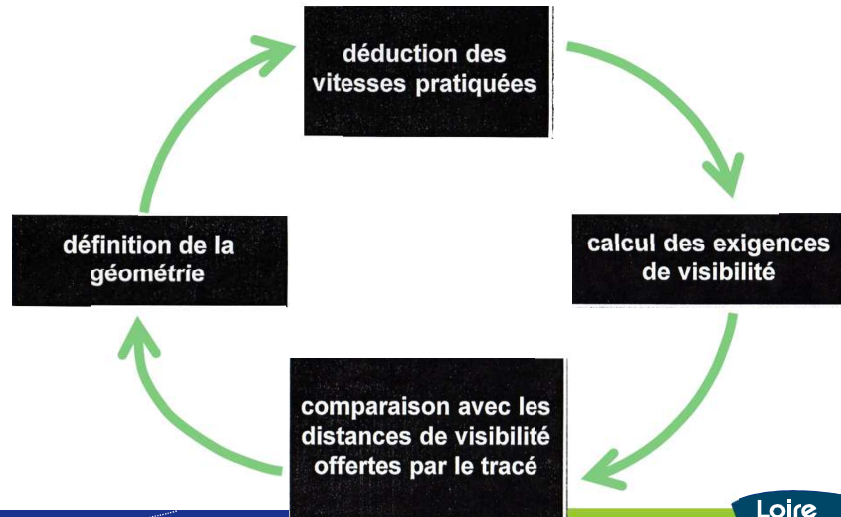 déduction des
vitesses pratiquées
définition de la
géométrie
calcul des exigences
de visibilité
comparaison avec les
distances de visibilité
offertes par le tracé
Loire